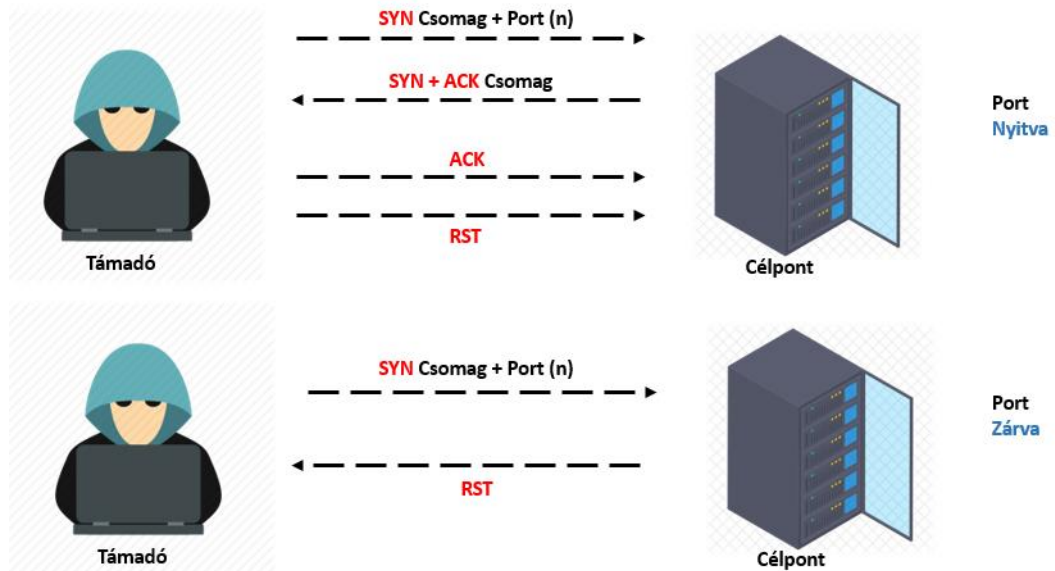 SYN Csomag + Port (n)
SYN + ACK Csomag
ACK
RST
Támadó
Célpont
Port
Nyitva
SYN Csomag + Port (n)
RST
Támadó
Célpont
Port
Zárva